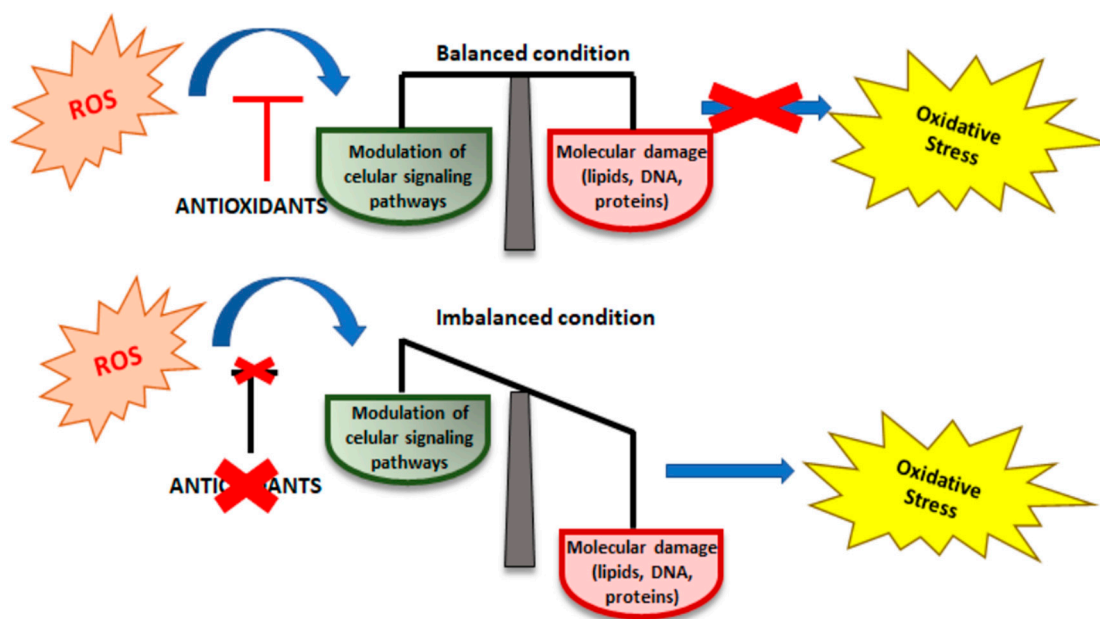 Balanced condition
ROS
Oxidative
Stress
Modulation of
celular signaling
pathways
Molecular damage
(lipids, DNA,
proteins)
ANTIOXIDANTS
Imbalanced condition
ROS
Modulation of
celular signaling
pathways
Oxidative
Stress
Molecular damage
(lipids, DNA,
proteins)